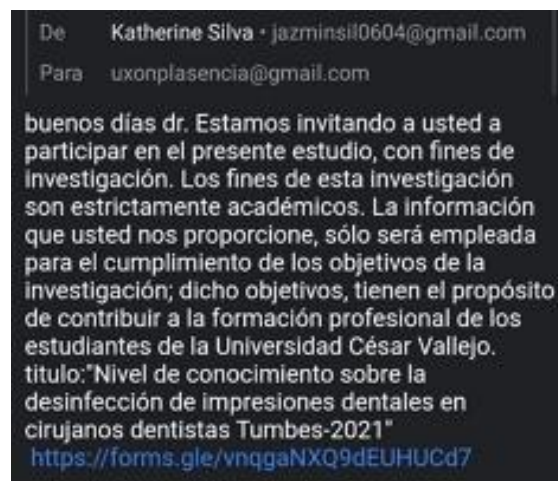 De Katherine Silva • jazminsil0604@gmail.com
Para uxonplasencia@gmail.com
buenos días dr. Estamos invitando a usted a
participar en el presente estudio, con fines de
investigación. Los fines de esta investigación
son estrictamente académicos. La información
que usted nos proporcione, sólo será empleada
para el cumplimiento de los objetivos de la
investigación; dicho objetivos, tienen el propósito
de contribuir a la formación profesional de los
estudiantes de la Universidad César Vallejo.
titulo:"Nivel de conocimiento sobre la
desinfección de impresiones dentales en
cirujanos dentistas Tumbes-2021"
https://forms.gle/vnqgaNXQ9dEUHUCd7